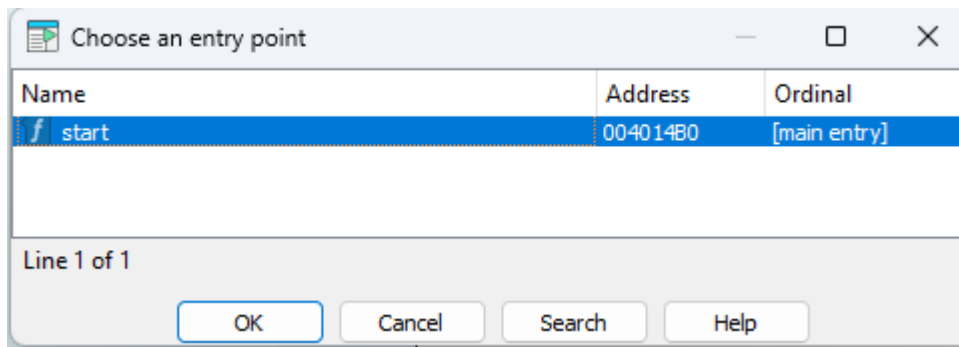 Choose an entry point
Name Address Ordinal
f start 004014B0 [main entry]
Line 1 of 1
OK Cancel Search Help